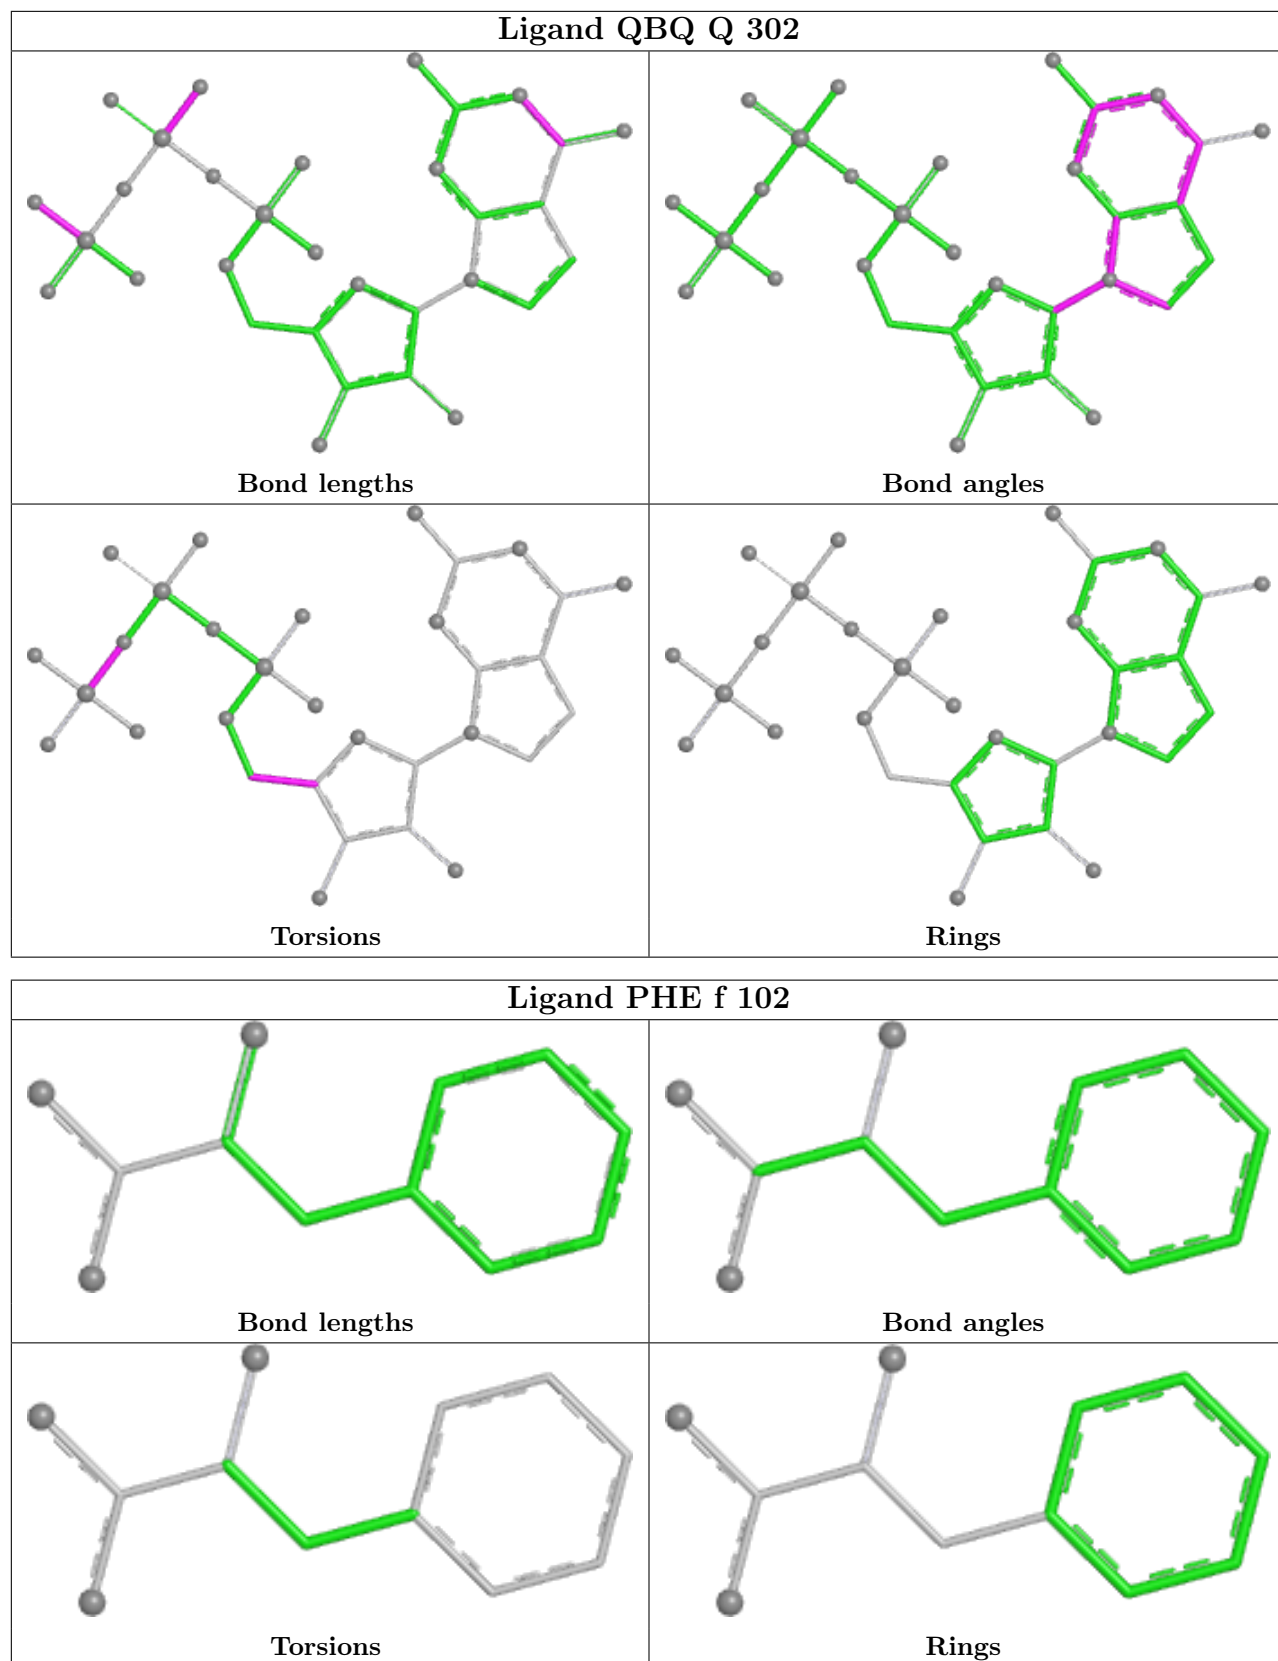 Ligand QBQ Q 302
Bond lengths
Bond angles
Torsions
Rings
Ligand PHE f 102
Bond lengths
Bond angles
Torsions
Rings